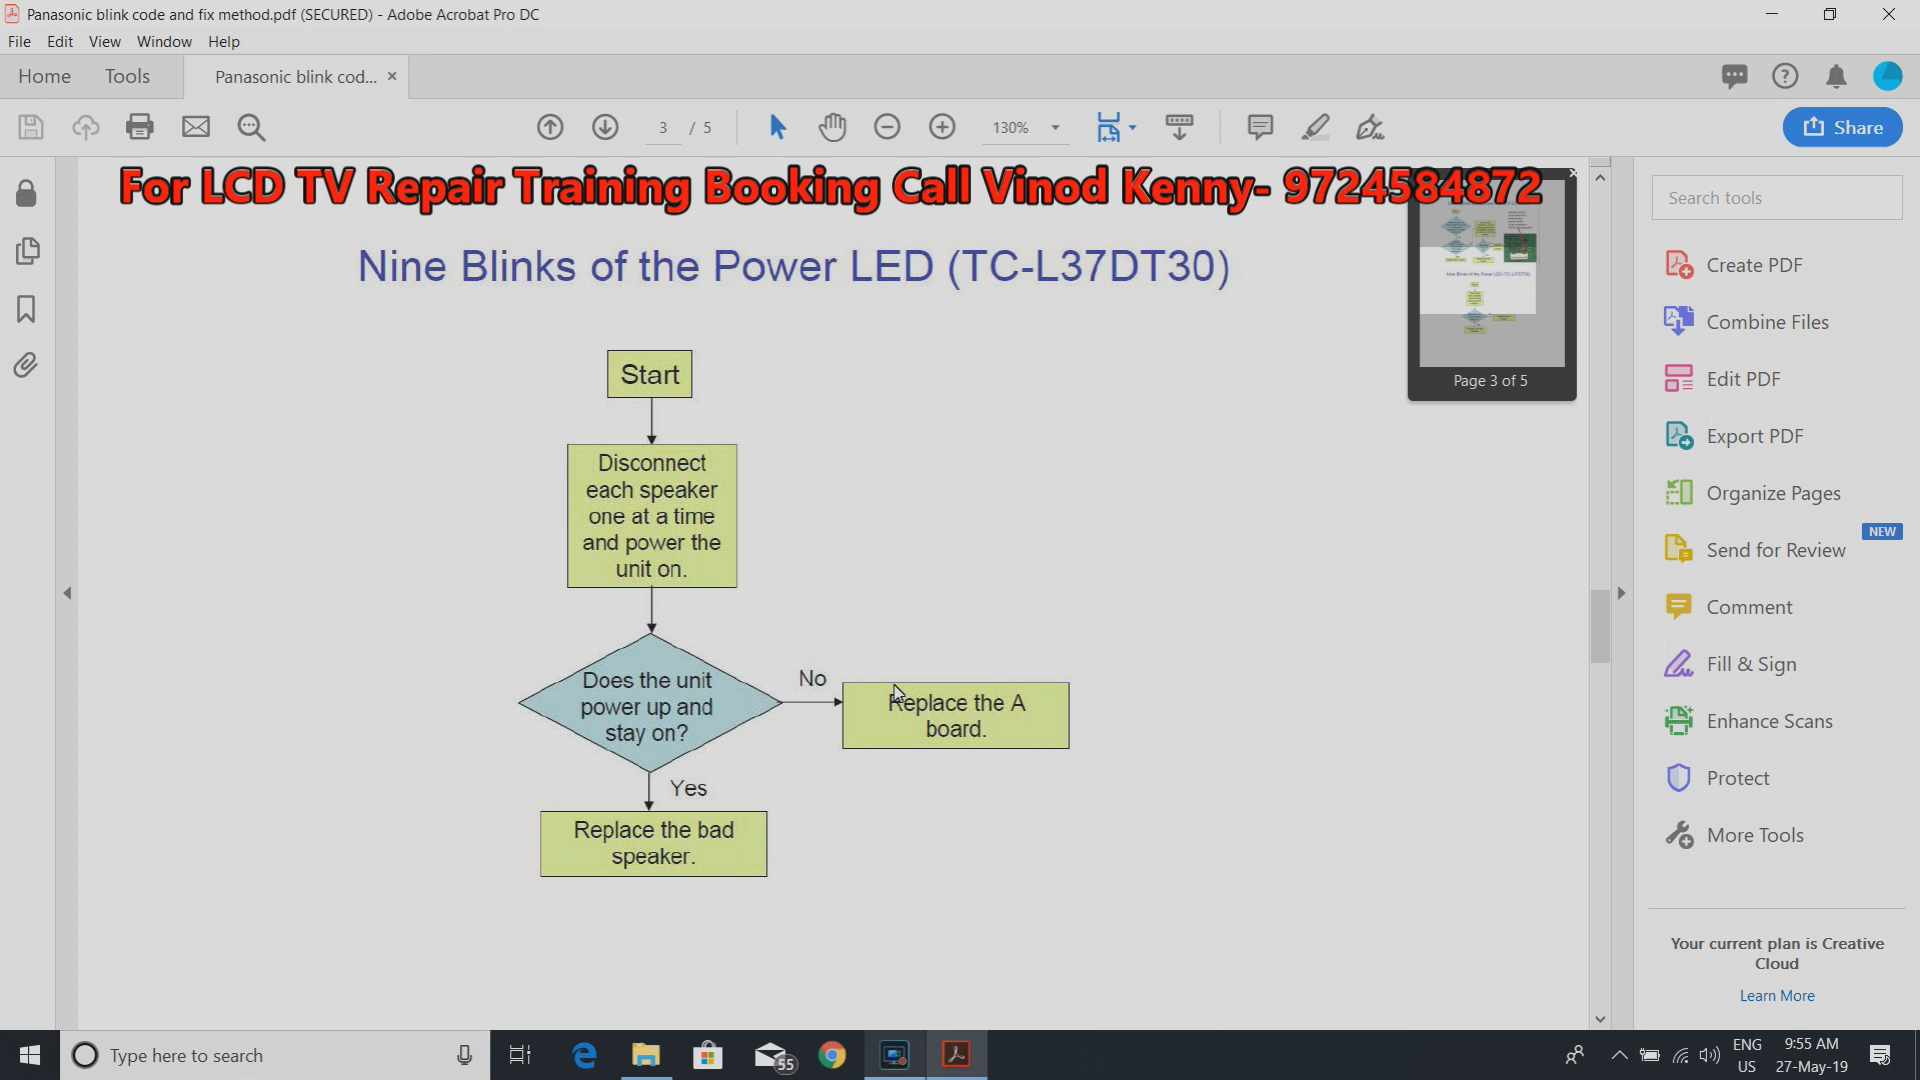 Panasonic blink code and fix method.pdf (SECURED) - Adobe Acrobat Pro DC
File Edit View Window Help
Home Tools Panasonic blink cod... ×
3 / 5 130% Share
For LCD TV Repair Training Booking Call Vinod Kenny- 9724584872
Nine Blinks of the Power LED (TC-L37DT30)
Start
Disconnect
each speaker
one at a time
and power the
unit on.
Does the unit
power up and
stay on?
No
Replace the A
board.
Yes
Replace the bad
speaker.
Page 3 of 5
Search tools
Create PDF
Combine Files
Edit PDF
Export PDF
Organize Pages
NEW
Send for Review
Comment
Fill & Sign
Enhance Scans
Protect
More Tools
Your current plan is Creative
Cloud
Learn More
Type here to search
55
ENG
US
9:55 AM
27-May-19